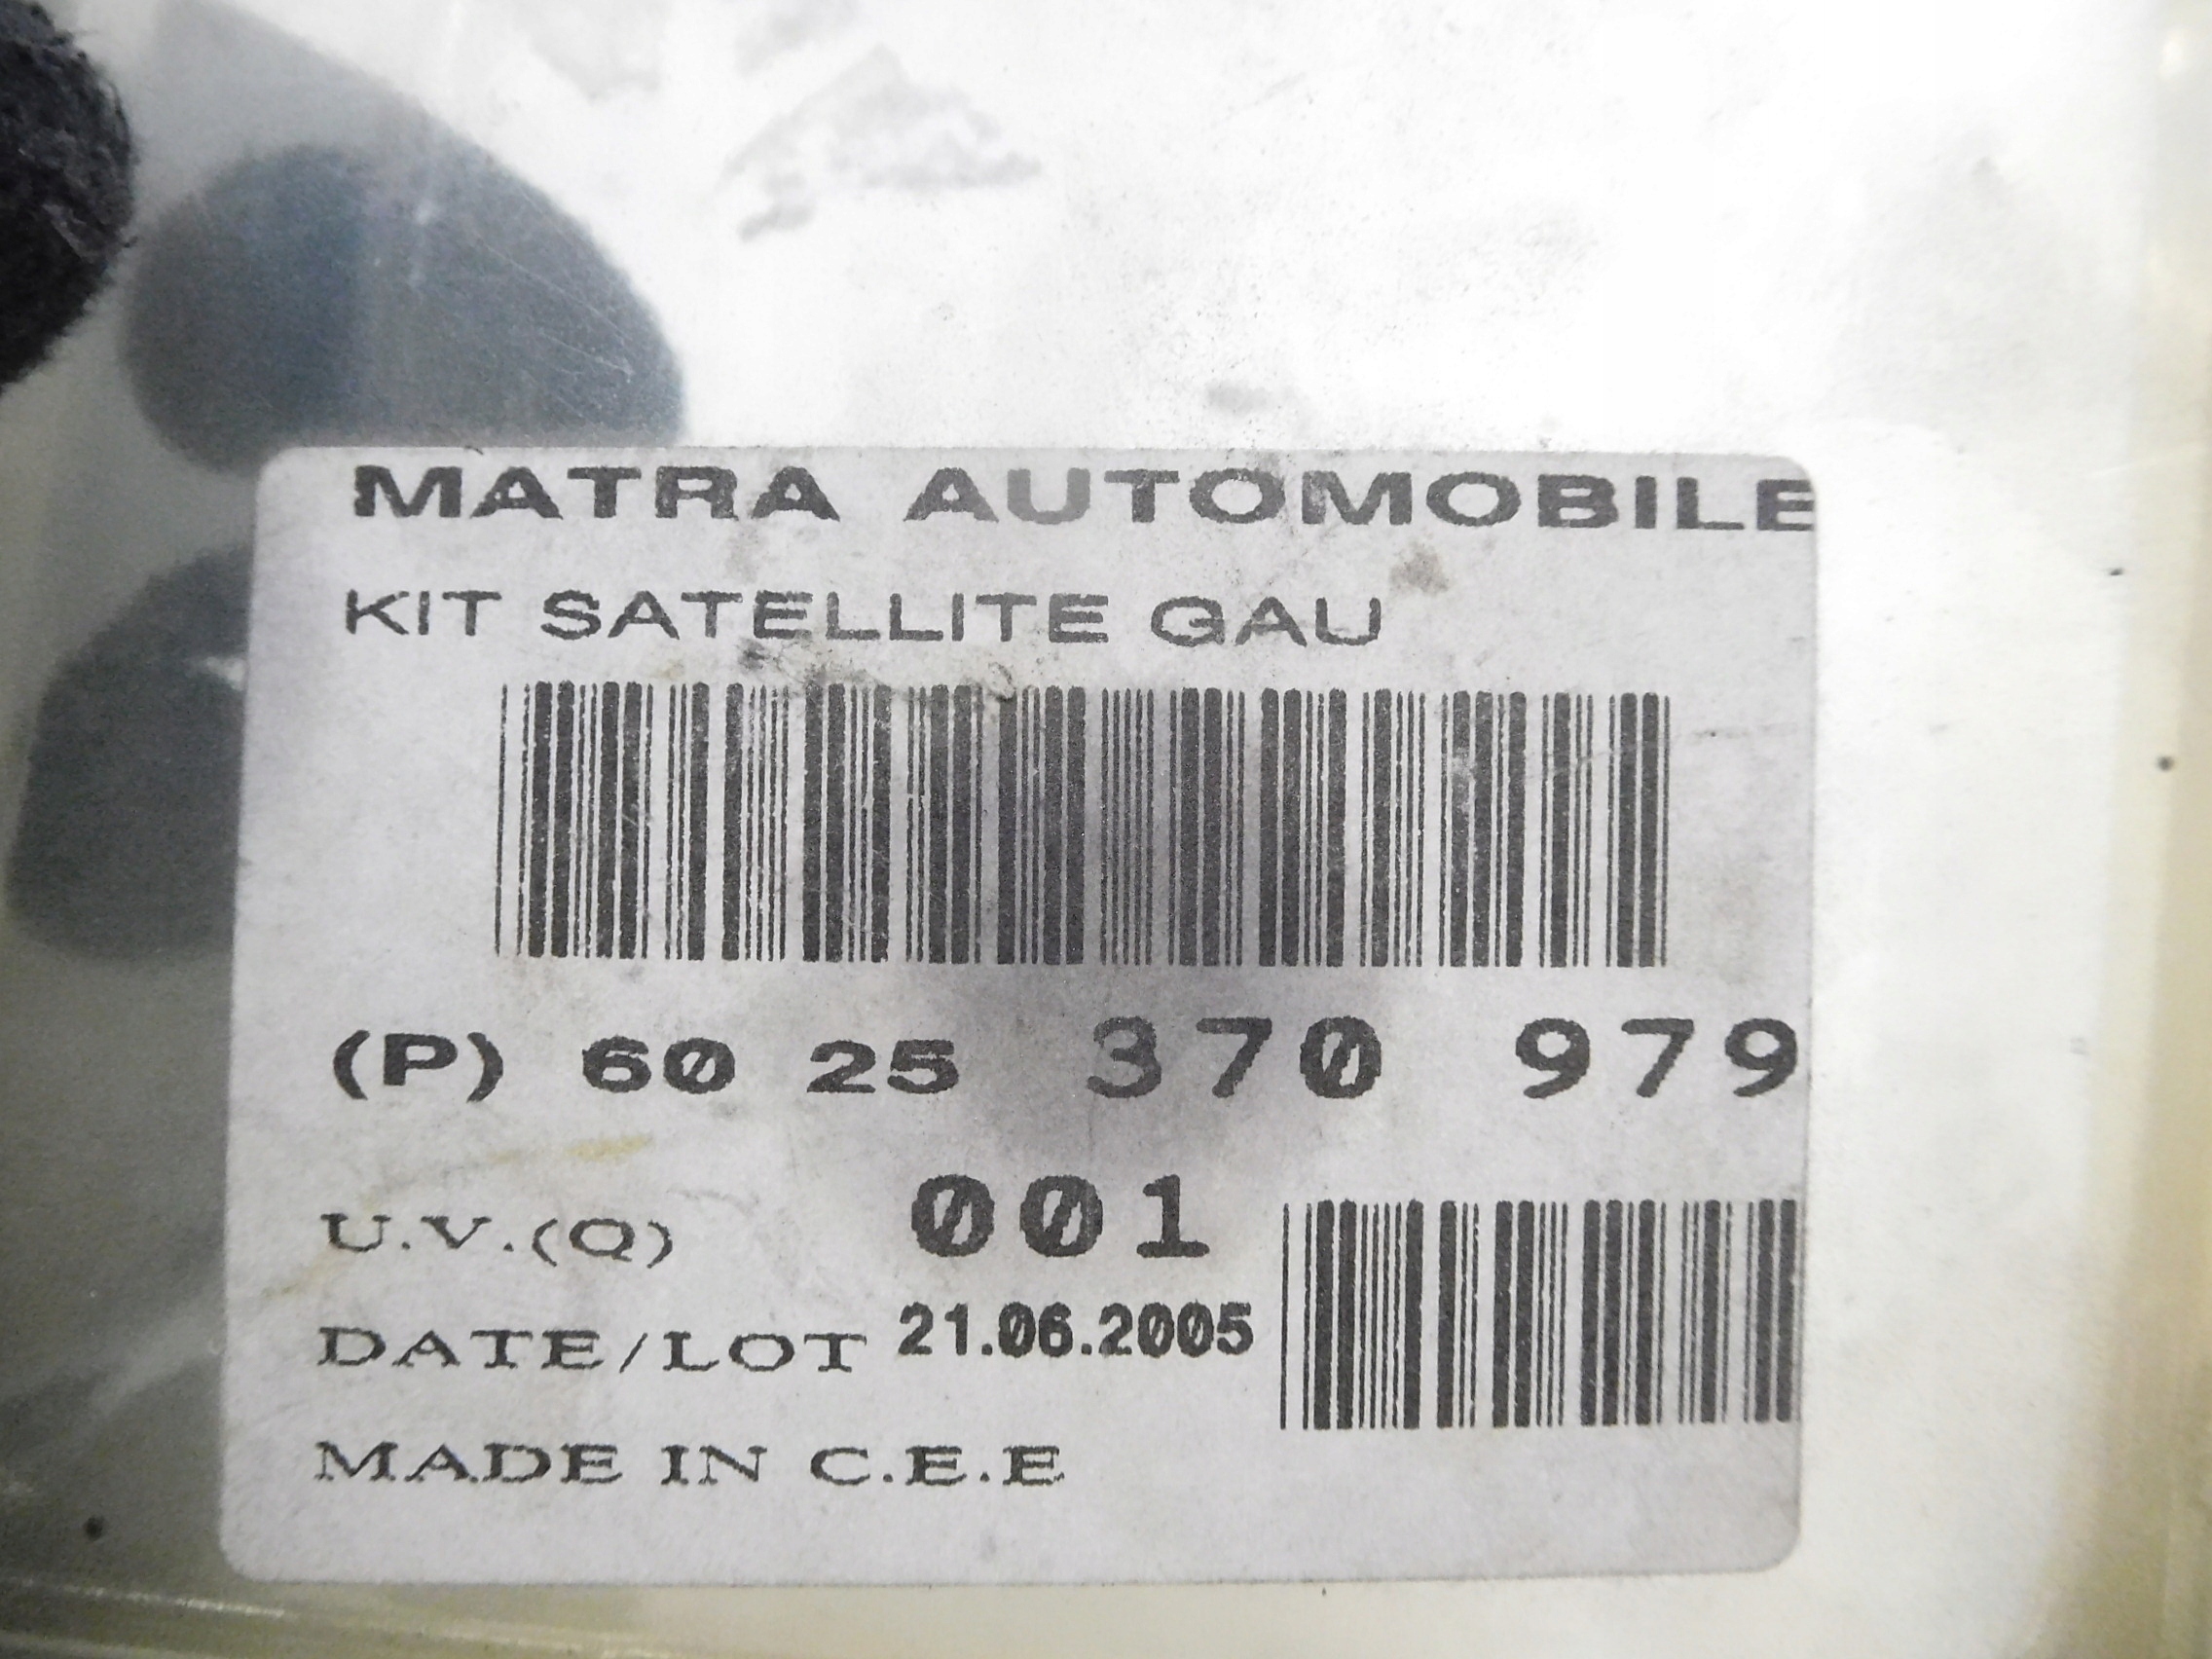 MATRA AUTOMOBILE
KIT SATELLITE GAU
(P) 60 25 370 979
U.V.(Q) 001
DATE/LOT 21.06.2005
MADE IN C.E.E